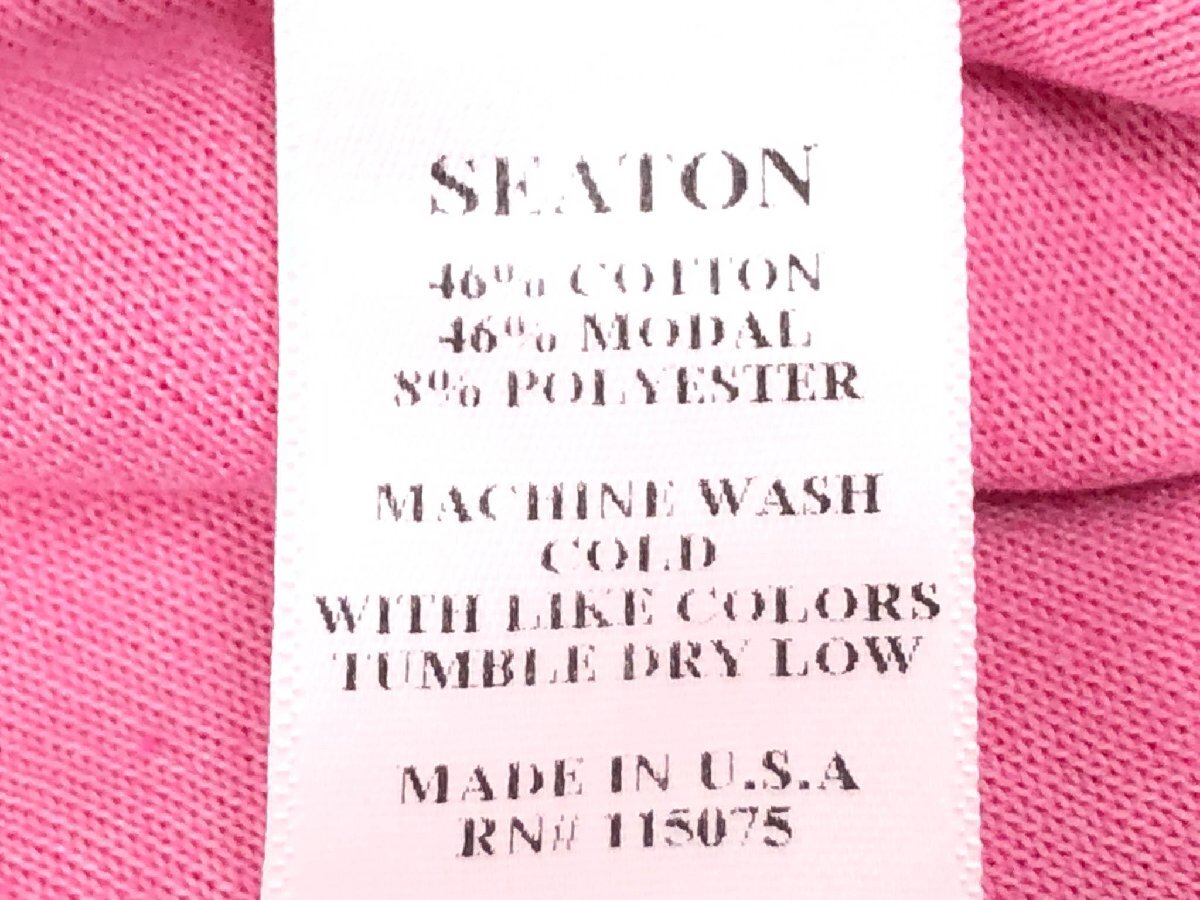 SEATON
46% COTTON
46% MODAL
8% POLYESTER
MACHINE WASH
COLD
WITH LIKE COLORS
TUMBLE DRY LOW
MADE IN U.S.A
RN# 115075